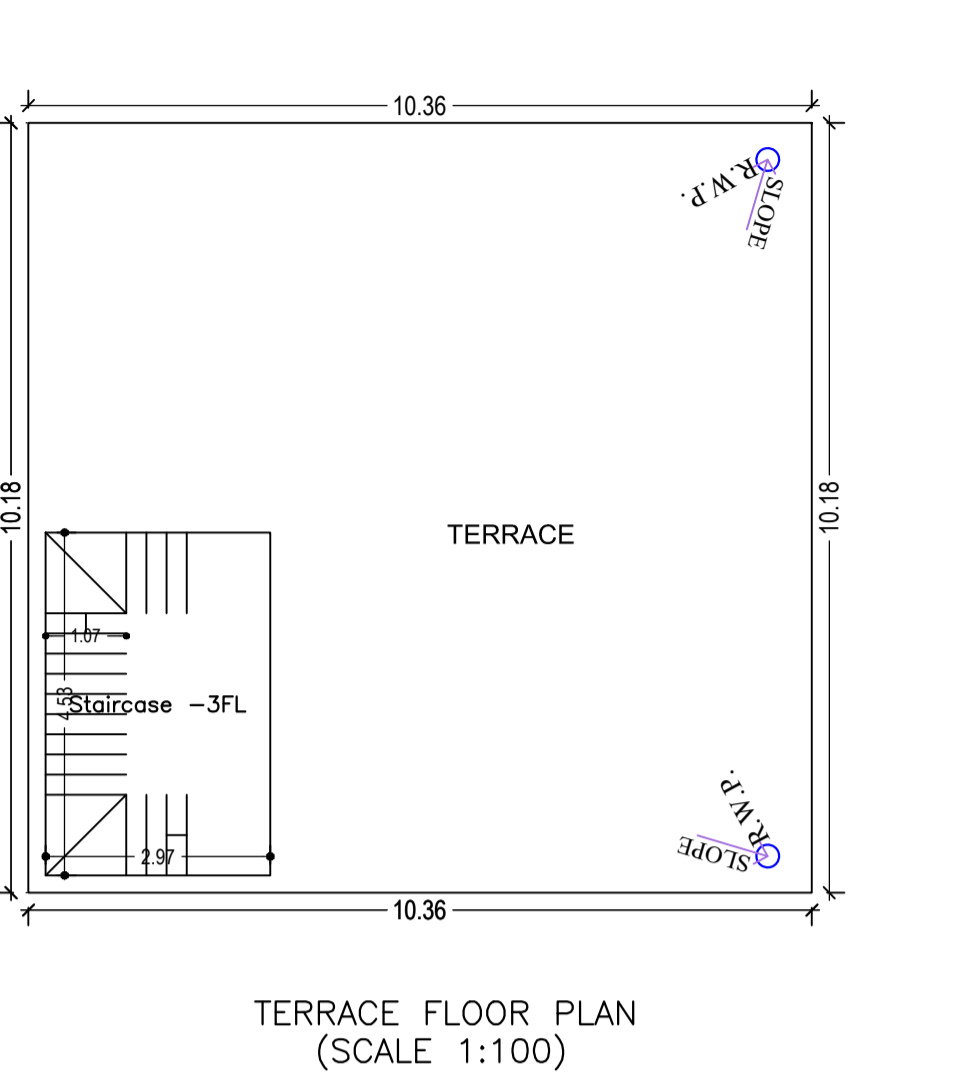 10.36
R.W.P.
SLOPE
10.18
10.18
TERRACE
1.07
4.53
Staircase -3FL
R.W.P.
SLOPE
2.97
10.36
TERRACE FLOOR PLAN
(SCALE 1:100)